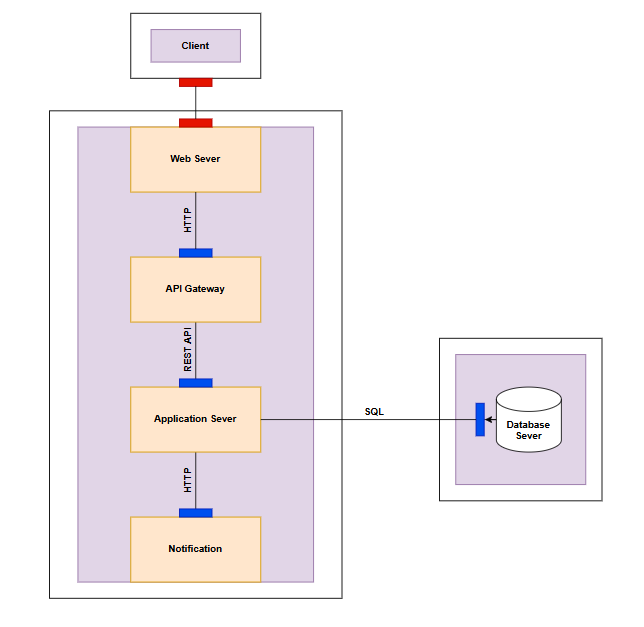 Client
Web Sever
HTTP
API Gateway
REST API
Application Sever
SQL
Database
Sever
HTTP
Notification